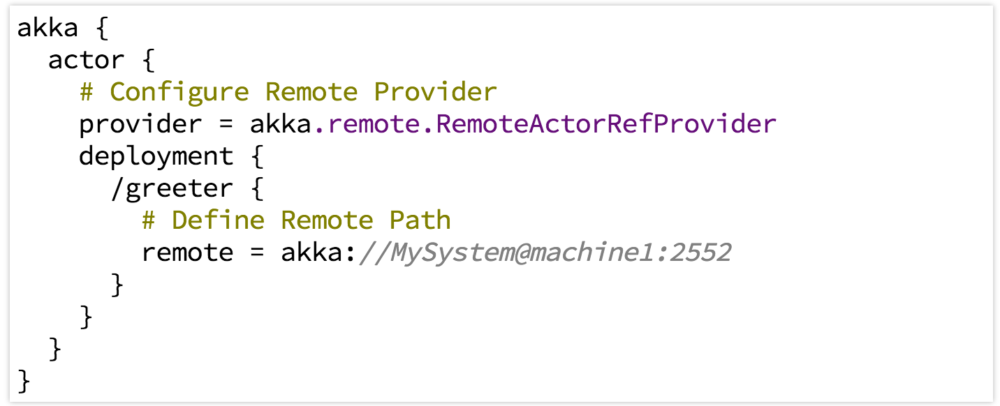 akka {
  actor {
    # Configure Remote Provider
    provider = akka.remote.RemoteActorRefProvider
    deployment {
      /greeter {
        # Define Remote Path
        remote = akka://MySystem@machine1:2552
      }
    }
  }
}